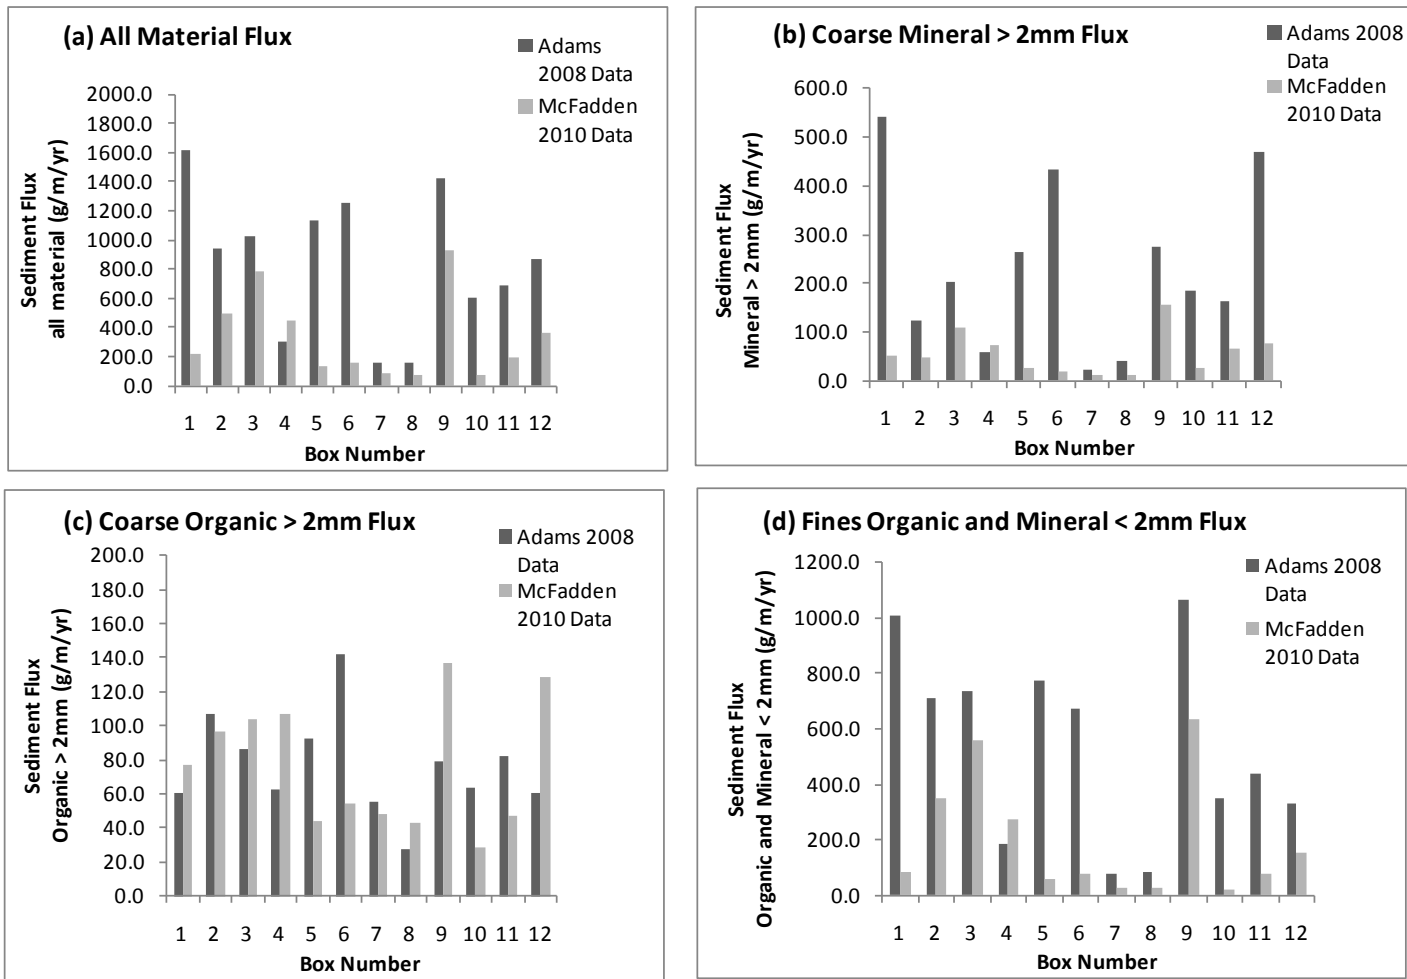 (a) All Material Flux
Adams
2008 Data
McFadden
2010 Data
Sediment Flux
all material (g/m/yr)
2000.0
1800.0
1600.0
1400.0
1200.0
1000.0
800.0
600.0
400.0
200.0
0.0
1 2 3 4 5 6 7 8 9 10 11 12
Box Number
(b) Coarse Mineral > 2mm Flux
Adams 2008
Data
McFadden
2010 Data
Sediment Flux
Mineral > 2mm (g/m/yr)
600.0
500.0
400.0
300.0
200.0
100.0
0.0
1 2 3 4 5 6 7 8 9 10 11 12
Box Number
(c) Coarse Organic > 2mm Flux
Adams 2008
Data
McFadden
2010 Data
Sediment Flux
Organic > 2mm (g/m/yr)
200.0
180.0
160.0
140.0
120.0
100.0
80.0
60.0
40.0
20.0
0.0
1 2 3 4 5 6 7 8 9 10 11 12
Box Number
(d) Fines Organic and Mineral < 2mm Flux
Adams 2008
Data
McFadden
2010 Data
Sediment Flux
Organic and Mineral < 2mm (g/m/yr)
1200.0
1000.0
800.0
600.0
400.0
200.0
0.0
1 2 3 4 5 6 7 8 9 10 11 12
Box Number